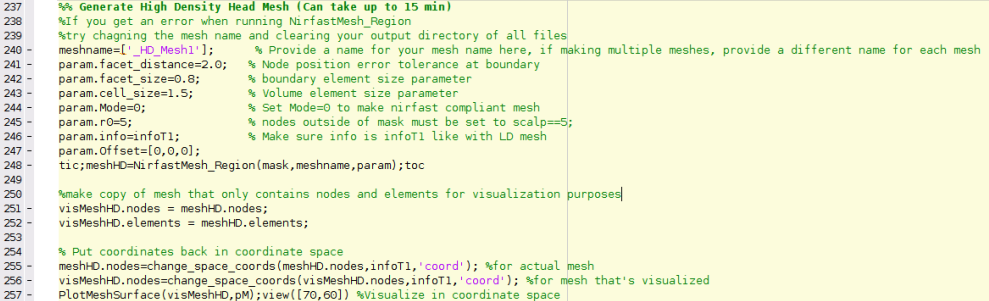 237 %% Generate High Density Head Mesh (Can take up to 15 min)
238 %If you get an error when running NirfastMesh_Region
239 %try chagning the mesh name and clearing your output directory of all files
240 - meshname=['_HD_Mesh1']; % Provide a name for your mesh name here, if making multiple meshes, provide a different name for each mesh
241 - param.facet_distance=2.0; % Node position error tolerance at boundary
242 - param.facet_size=0.8; % boundary element size parameter
243 - param.cell_size=1.5; % Volume element size parameter
244 - param.Mode=0; % Set Mode=0 to make nirfast compliant mesh
245 - param.r0=5; % nodes outside of mask must be set to scalp==5;
246 - param.info=infoT1; % Make sure info is infoT1 like with LD mesh
247 - param.Offset=[0,0,0];
248 - tic;meshHD=NirfastMesh_Region(mask,meshname,param);toc
249
250 %make copy of mesh that only contains nodes and elements for visualization purposes
251 - visMeshHD.nodes = meshHD.nodes;
252 - visMeshHD.elements = meshHD.elements;
253
254 % Put coordinates back in coordinate space
255 - meshHD.nodes=change_space_coords(meshHD.nodes,infoT1,'coord'); %for actual mesh
256 - visMeshHD.nodes=change_space_coords(visMeshHD.nodes,infoT1,'coord'); %for mesh that's visualized
257 - PlotMeshSurface(visMeshHD,pM);view([70,60]) %Visualize in coordinate space